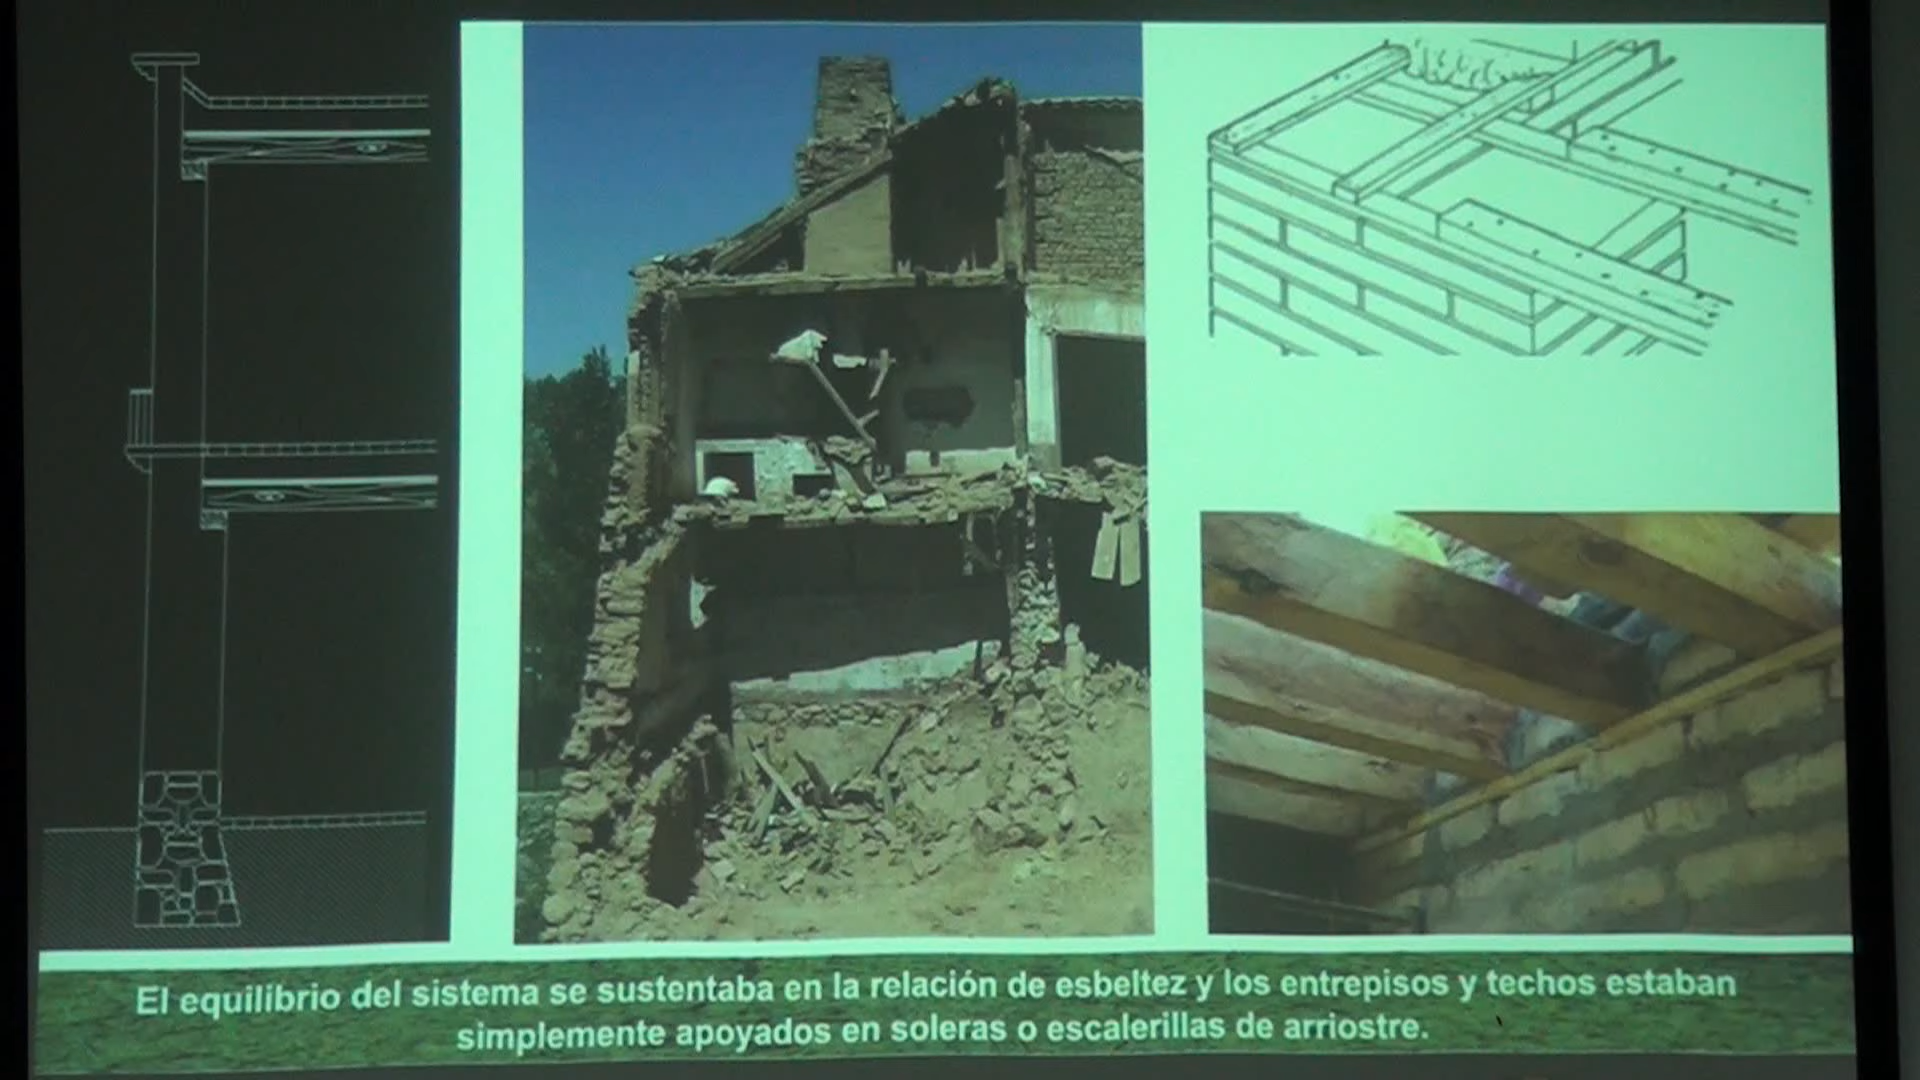 El equilibrio del sistema se sustentaba en la relación de esbeltez y los entrepisos y techos estaban
simplemente apoyados en soleras o escalerillas de arriostre.